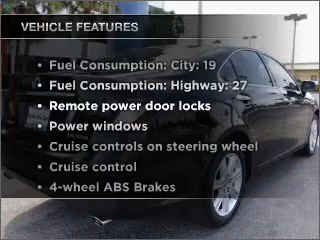 VEHICLE FEATURES
• Fuel Consumption: City: 19
• Fuel Consumption: Highway: 27
• Remote power door locks
• Power windows
• Cruise controls on steering wheel
• Cruise control
• 4-wheel ABS Brakes